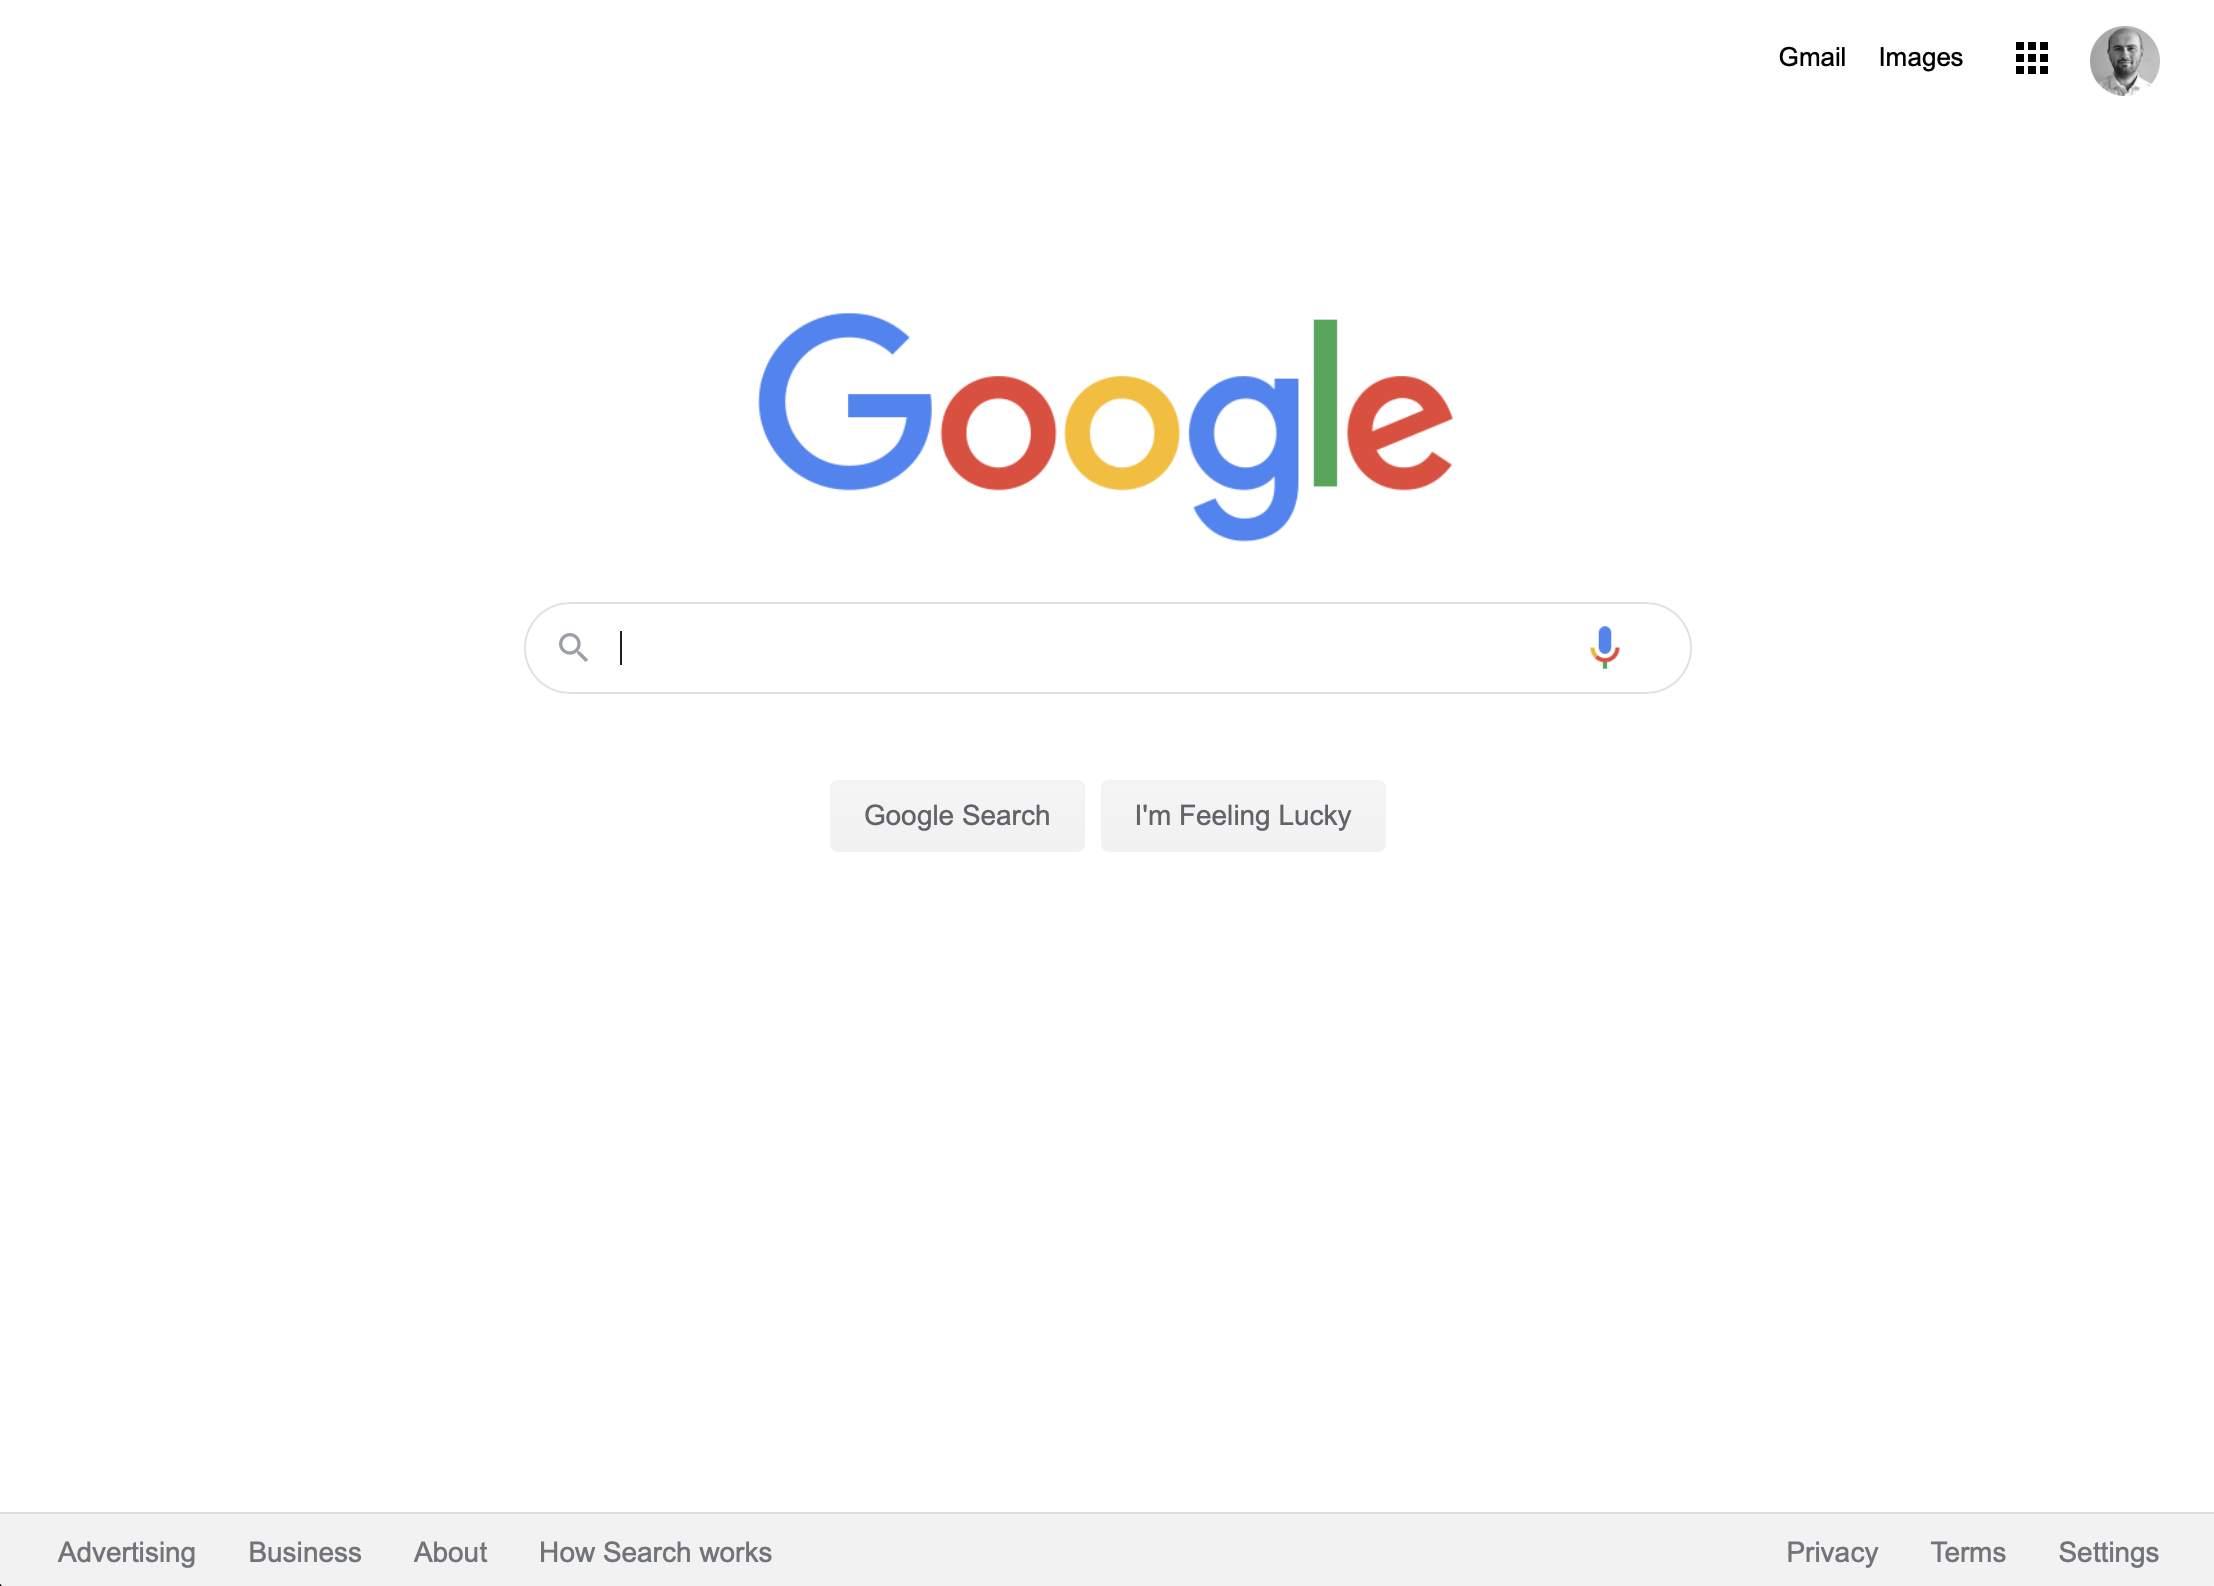 Gmail Images
Google
Google Search I'm Feeling Lucky
Advertising Business About How Search works Privacy Terms Settings